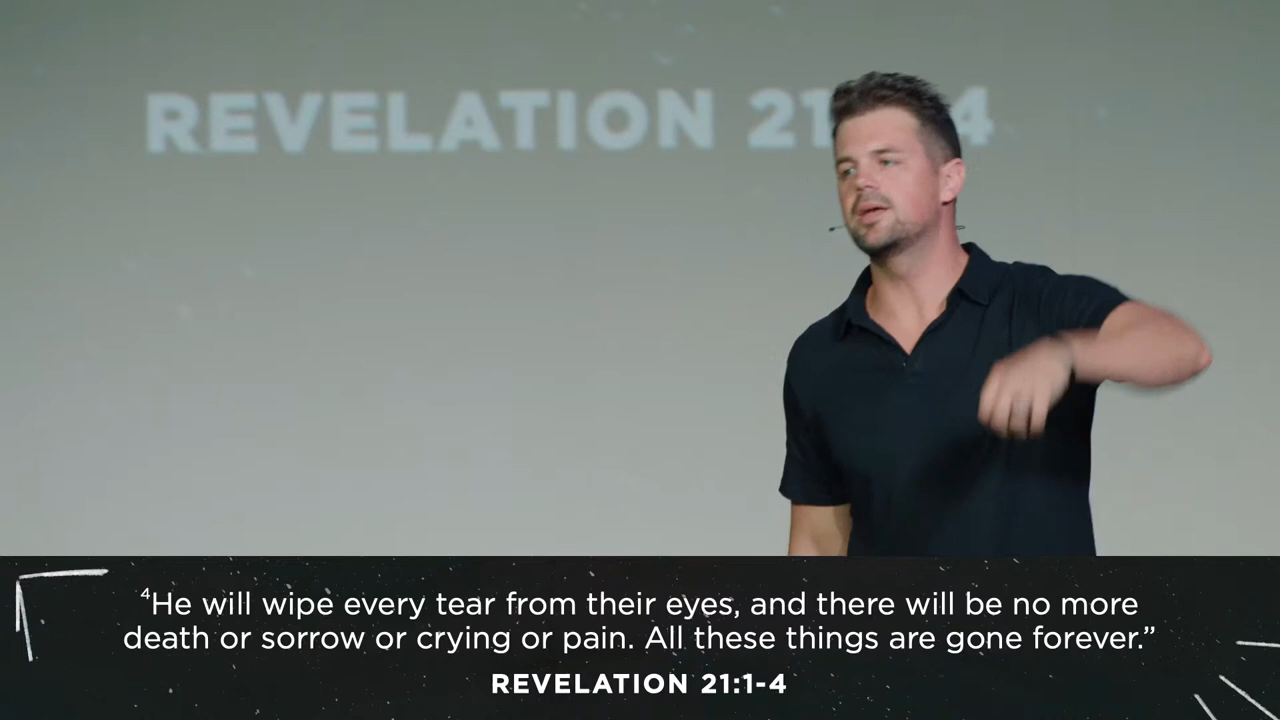 REVELATION 21:1-4
⁴He will wipe every tear from their eyes, and there will be no more
death or sorrow or crying or pain. All these things are gone forever.”
REVELATION 21:1-4